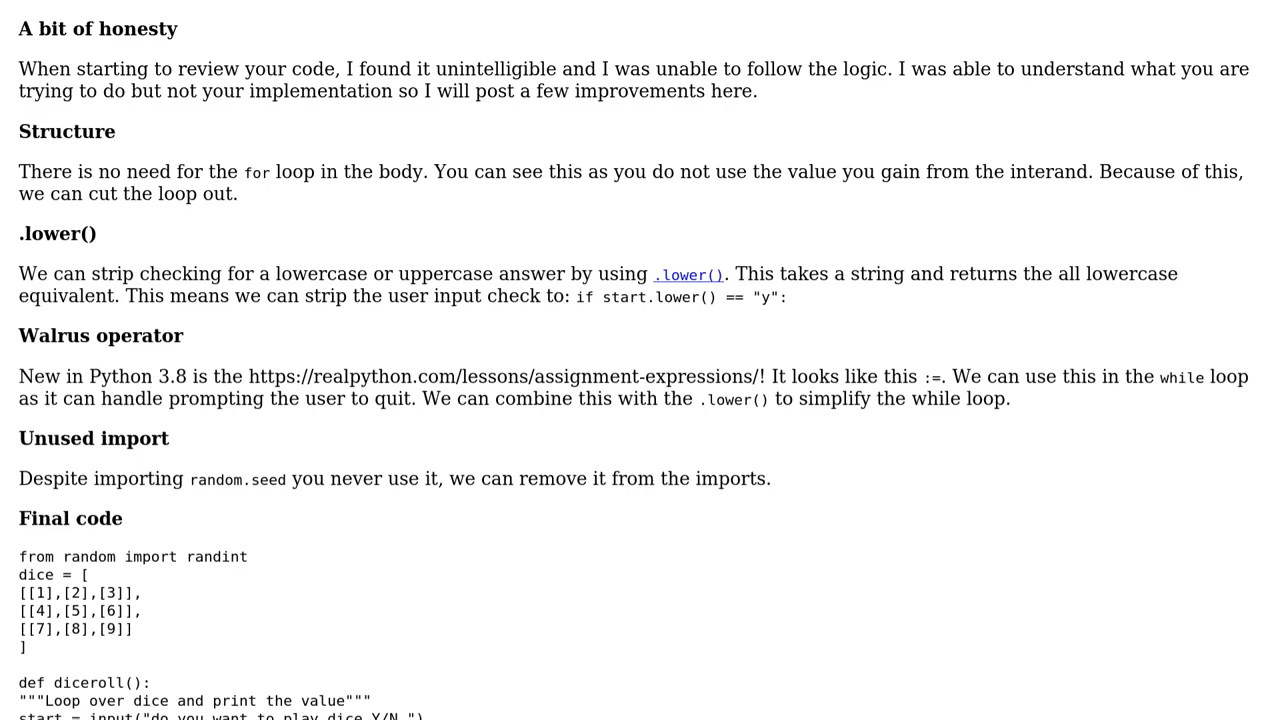 A bit of honesty
When starting to review your code, I found it unintelligible and I was unable to follow the logic. I was able to understand what you are
trying to do but not your implementation so I will post a few improvements here.
Structure
There is no need for the for loop in the body. You can see this as you do not use the value you gain from the interand. Because of this,
we can cut the loop out.
.lower()
We can strip checking for a lowercase or uppercase answer by using .lower(). This takes a string and returns the all lowercase
equivalent. This means we can strip the user input check to: if start.lower() == "y":
Walrus operator
New in Python 3.8 is the https://realpython.com/lessons/assignment-expressions/! It looks like this :=. We can use this in the while loop
as it can handle prompting the user to quit. We can combine this with the .lower() to simplify the while loop.
Unused import
Despite importing random.seed you never use it, we can remove it from the imports.
Final code
from random import randint
dice = [
[[1],[2],[3]],
[[4],[5],[6]],
[[7],[8],[9]]
]
def diceroll():
"""Loop over dice and print the value"""
start = input("do you want to play dice Y/N ")